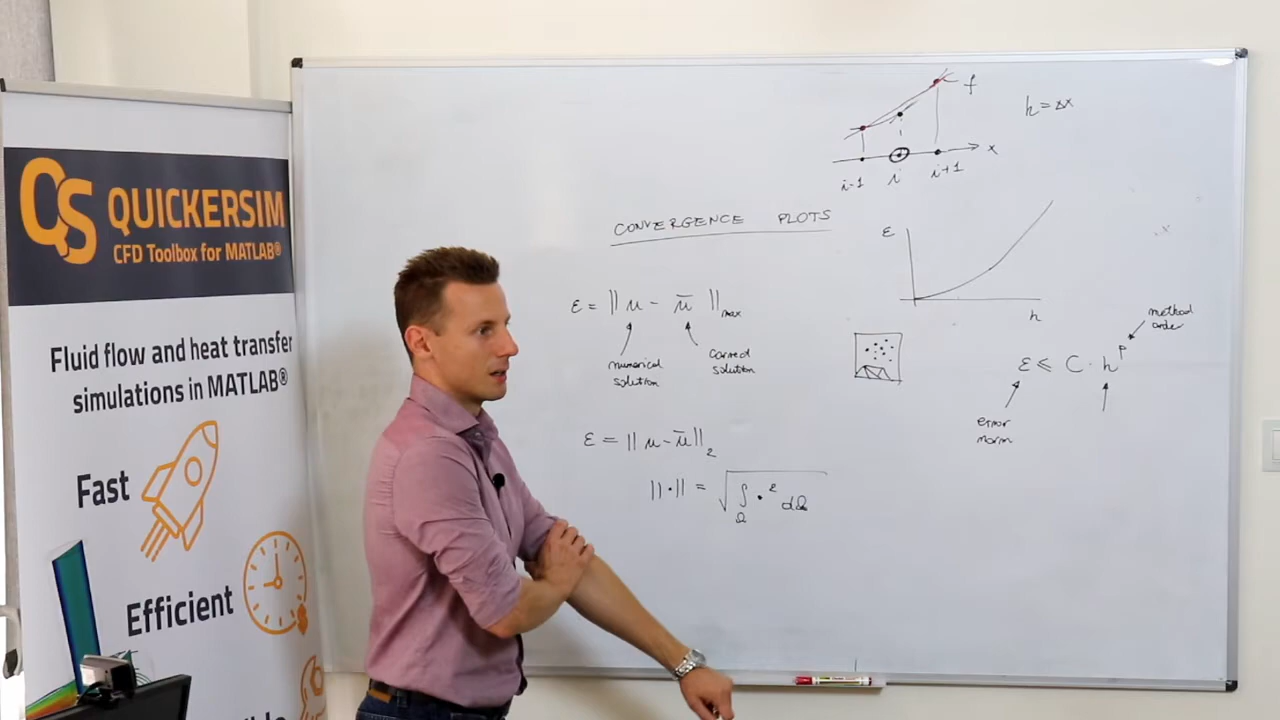 QS QUICKERSIM
CFD Toolbox for MATLAB®
Fluid flow and heat transfer
simulations in MATLAB®
Fast
Efficient
f
h = Δx
x
i-1 i i+1
CONVERGENCE PLOTS
ε
h
ε = || u - ū ||max
numerical
solution
correct
solution
method
order
ε ≤ C · h^p
error
norm
ε = || u - ū ||₂
|| · || = √ ∫Ω ·² dΩ